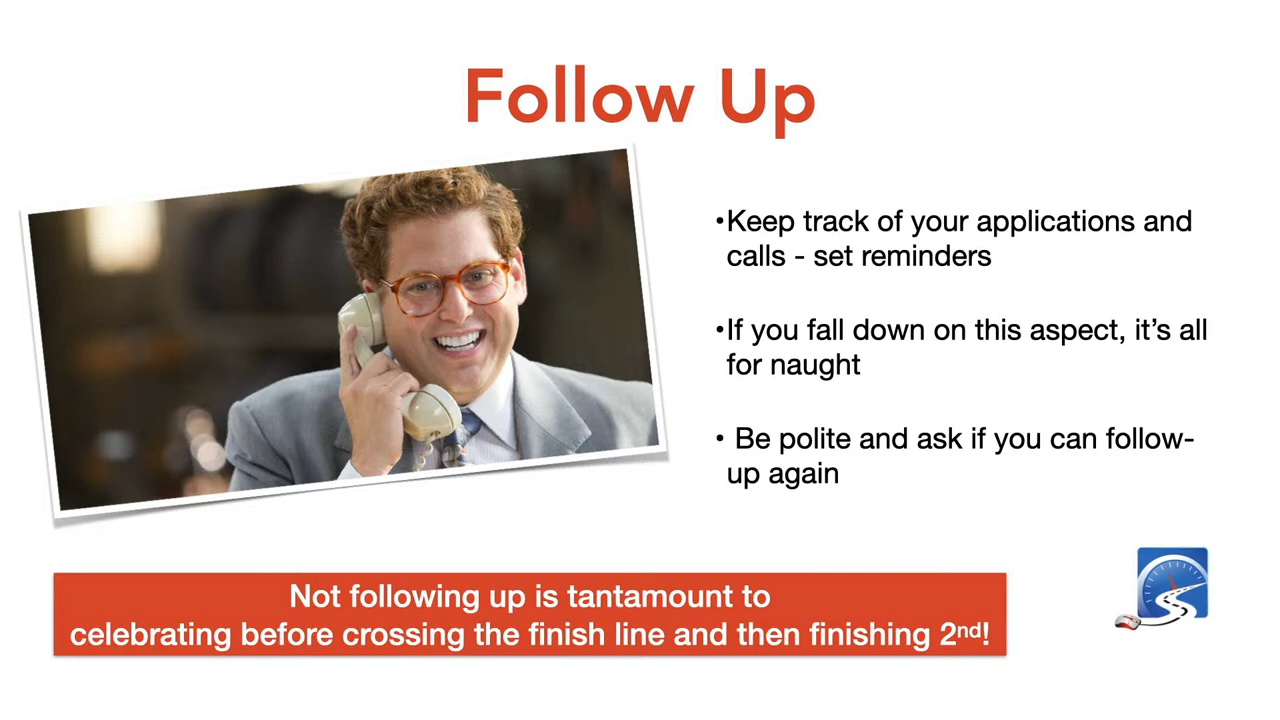 Follow Up
•Keep track of your applications and
calls - set reminders
•If you fall down on this aspect, it's all
for naught
• Be polite and ask if you can follow-
up again
Not following up is tantamount to
celebrating before crossing the finish line and then finishing 2nd!